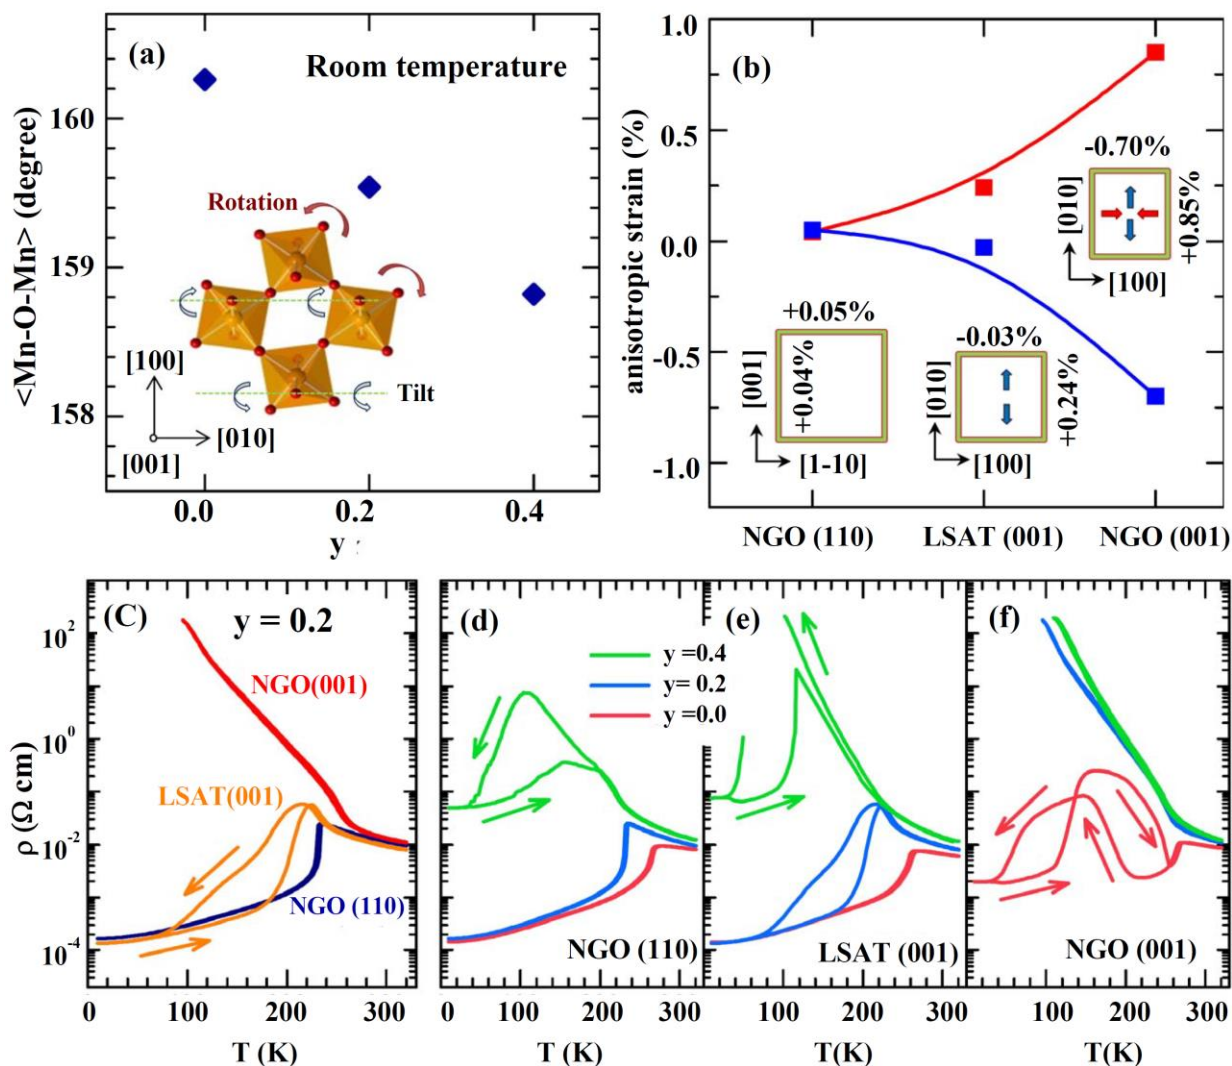 (a)
Room temperature
<Mn-O-Mn> (degree)
160
159
158
Rotation
Tilt
[100]
[010]
[001]
0.0
0.2
0.4
y
(b)
anisotropic strain (%)
1.0
0.5
0.0
-0.5
-1.0
-0.70%
+0.85%
[010]
[100]
+0.05%
+0.04%
[001]
[1-10]
-0.03%
+0.24%
[010]
[100]
NGO (110)
LSAT (001)
NGO (001)
(C)
y = 0.2
NGO(001)
LSAT(001)
NGO (110)
ρ (Ω cm)
10²
10⁰
10⁻²
10⁻⁴
0
100
200
300
T (K)
(d)
y =0.4
y= 0.2
y =0.0
NGO (110)
0
100
200
300
T (K)
(e)
LSAT (001)
0
100
200
300
T(K)
(f)
NGO (001)
100
200
300
T(K)